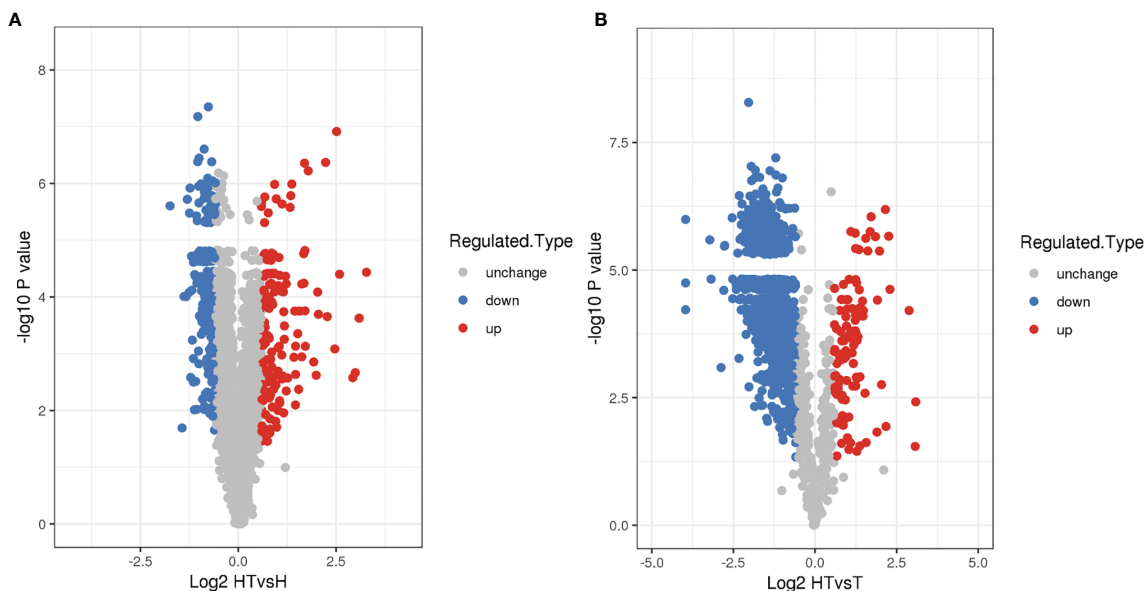 A
8
6
4
2
0
-log10 P value
-2.5
0.0
2.5
Log2 HTvsH
Regulated.Type
unchange
down
up
B
7.5
5.0
2.5
0.0
-log10 P value
-5.0
-2.5
0.0
2.5
5.0
Log2 HTvsT
Regulated.Type
unchange
down
up